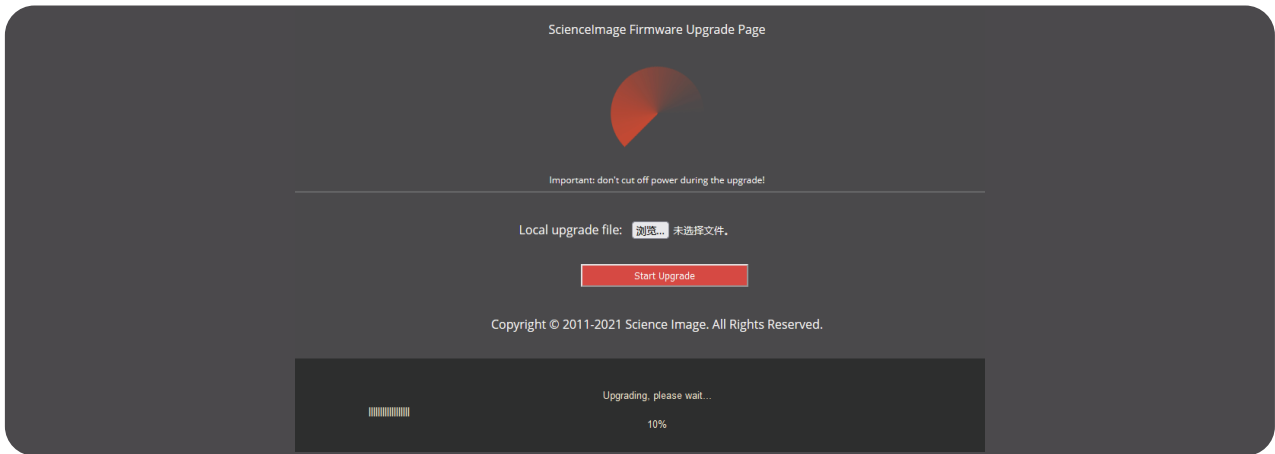 ScienceImage Firmware Upgrade Page
Important: don't cut off power during the upgrade!
Local upgrade file: 浏览... 未选择文件。
Start Upgrade
Copyright © 2011-2021 Science Image. All Rights Reserved.
Upgrading, please wait...
10%